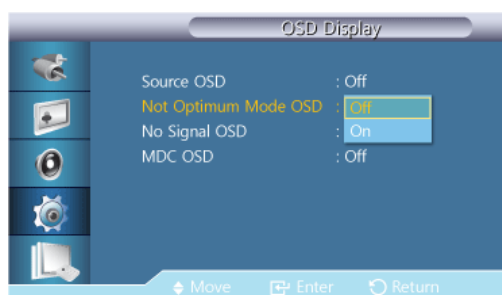 OSD Display
Source OSD : Off
Not Optimum Mode OSD : Off
No Signal OSD : On
MDC OSD : Off
Move Enter Return